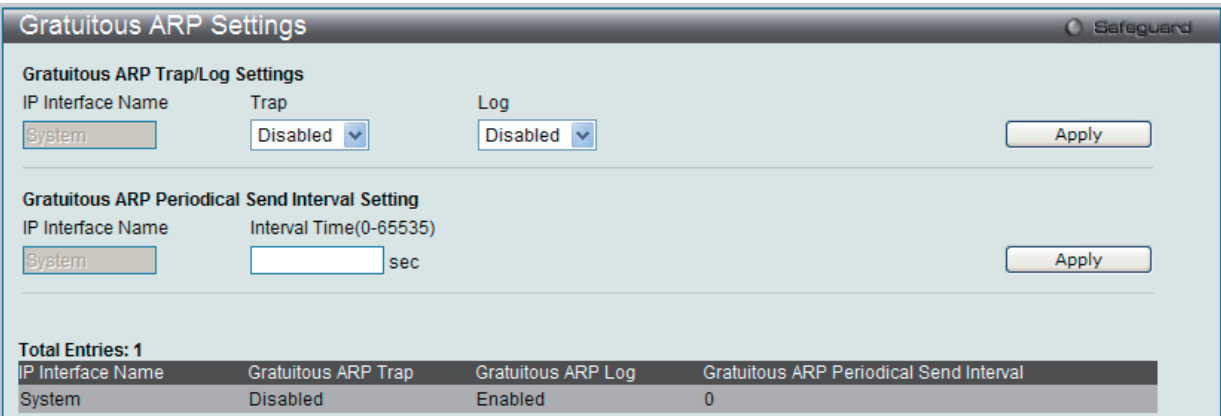 Gratuitous ARP Settings Safeguard
Gratuitous ARP Trap/Log Settings
IP Interface Name Trap Log
System Disabled Disabled Apply
Gratuitous ARP Periodical Send Interval Setting
IP Interface Name Interval Time(0-65535)
System sec Apply
Total Entries: 1
IP Interface Name Gratuitous ARP Trap Gratuitous ARP Log Gratuitous ARP Periodical Send Interval
System Disabled Enabled 0